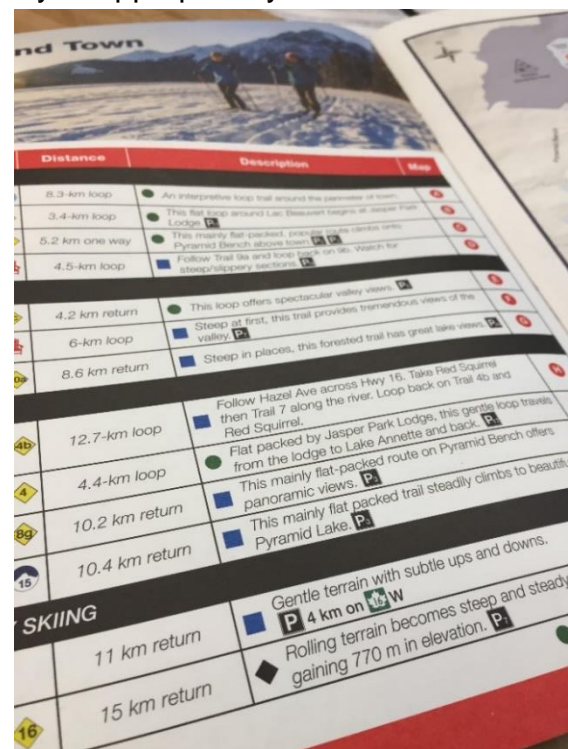 nd Town
Distance Description Map
8.3-km loop An interpretive loop trail around the perimeter of town. A
3.4-km loop This flat loop around Lac Beauvert begins at Jasper Park
Lodge P
5.2 km one way This mainly flat-packed, popular route climbs onto
Pyramid Bench above town P P
4.5-km loop Follow Trail 9a and loop back on 9b. Watch for
steep/slippery sections. P
4.2 km return This loop offers spectacular valley views. P
6-km loop Steep at first, this trail provides tremendous views of the
valley. P
8.6 km return Steep in places, this forested trail has great lake views. P
4b 12.7-km loop Follow Hazel Ave across Hwy 16. Take Red Squirrel H
then Trail 7 along the river. Loop back on Trail 4b and
Red Squirrel.
4 4.4-km loop Flat packed by Jasper Park Lodge, this gentle loop travels
from the lodge to Lake Annette and back. P
8g 10.2 km return This mainly flat-packed route on Pyramid Bench offers
panoramic views. P
15 10.4 km return This mainly flat packed trail steadily climbs to beautifu
Pyramid Lake. P
SKIING
11 km return Gentle terrain with subtle ups and downs.
P 4 km on 16 W
16 15 km return Rolling terrain becomes steep and steady
gaining 770 m in elevation. P7